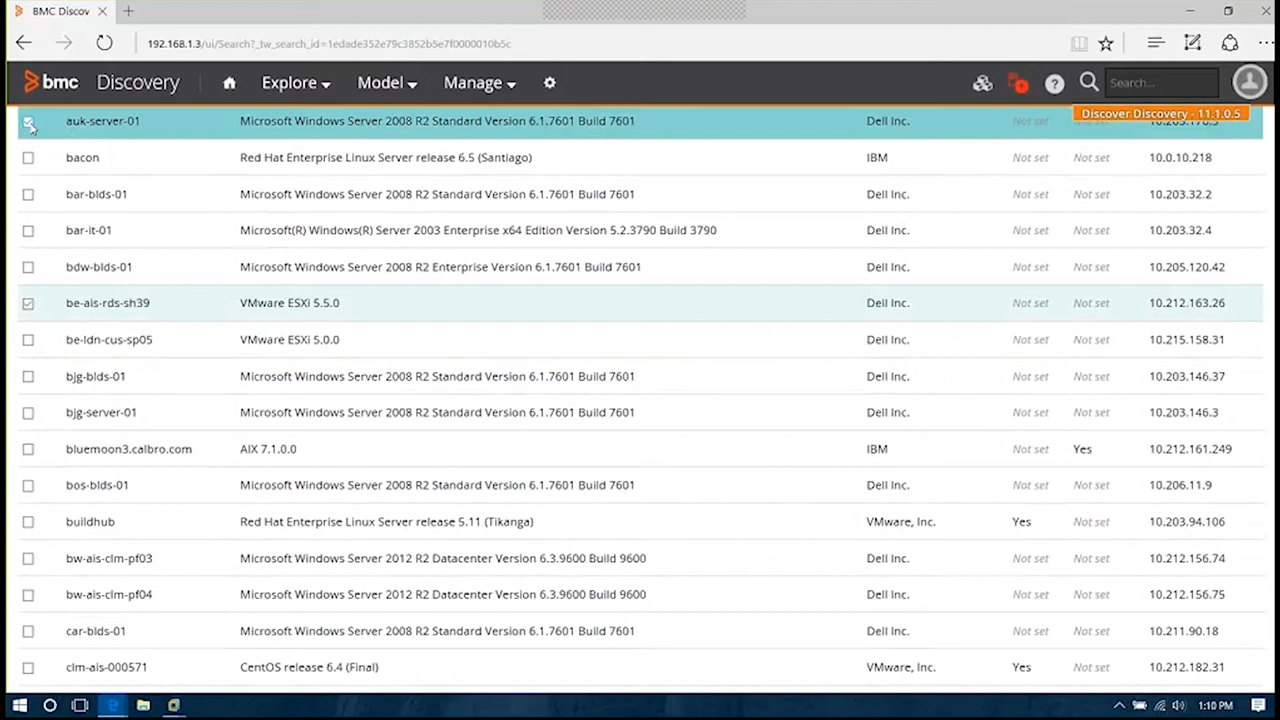 BMC Discov
192.168.1.3/ui/Search?_tw_search_id=1edade352e79c3852b5e7f0000010b5c
bmc Discovery Explore Model Manage Search...
Discover Discovery - 11.1.0.5
auk-server-01 Microsoft Windows Server 2008 R2 Standard Version 6.1.7601 Build 7601 Dell Inc. Not set Not set
bacon Red Hat Enterprise Linux Server release 6.5 (Santiago) IBM Not set Not set 10.0.10.218
bar-blds-01 Microsoft Windows Server 2008 R2 Standard Version 6.1.7601 Build 7601 Dell Inc. Not set Not set 10.203.32.2
bar-it-01 Microsoft(R) Windows(R) Server 2003 Enterprise x64 Edition Version 5.2.3790 Build 3790 Dell Inc. Not set Not set 10.203.32.4
bdw-blds-01 Microsoft Windows Server 2008 R2 Enterprise Version 6.1.7601 Build 7601 Dell Inc. Not set Not set 10.205.120.42
be-ais-rds-sh39 VMware ESXi 5.5.0 Dell Inc. Not set Not set 10.212.163.26
be-ldn-cus-sp05 VMware ESXi 5.0.0 Dell Inc. Not set Not set 10.215.158.31
bjg-blds-01 Microsoft Windows Server 2008 R2 Standard Version 6.1.7601 Build 7601 Dell Inc. Not set Not set 10.203.146.37
bjg-server-01 Microsoft Windows Server 2008 R2 Standard Version 6.1.7601 Build 7601 Dell Inc. Not set Not set 10.203.146.3
bluemoon3.calbro.com AIX 7.1.0.0 IBM Not set Yes 10.212.161.249
bos-blds-01 Microsoft Windows Server 2008 R2 Standard Version 6.1.7601 Build 7601 Dell Inc. Not set Not set 10.206.11.9
buildhub Red Hat Enterprise Linux Server release 5.11 (Tikanga) VMware, Inc. Yes Not set 10.203.94.106
bw-ais-clm-pf03 Microsoft Windows Server 2012 R2 Datacenter Version 6.3.9600 Build 9600 Dell Inc. Not set Not set 10.212.156.74
bw-ais-clm-pf04 Microsoft Windows Server 2012 R2 Datacenter Version 6.3.9600 Build 9600 Dell Inc. Not set Not set 10.212.156.75
car-blds-01 Microsoft Windows Server 2008 R2 Standard Version 6.1.7601 Build 7601 Dell Inc. Not set Not set 10.211.90.18
clm-ais-000571 CentOS release 6.4 (Final) VMware, Inc. Yes Not set 10.212.182.31
1:10 PM